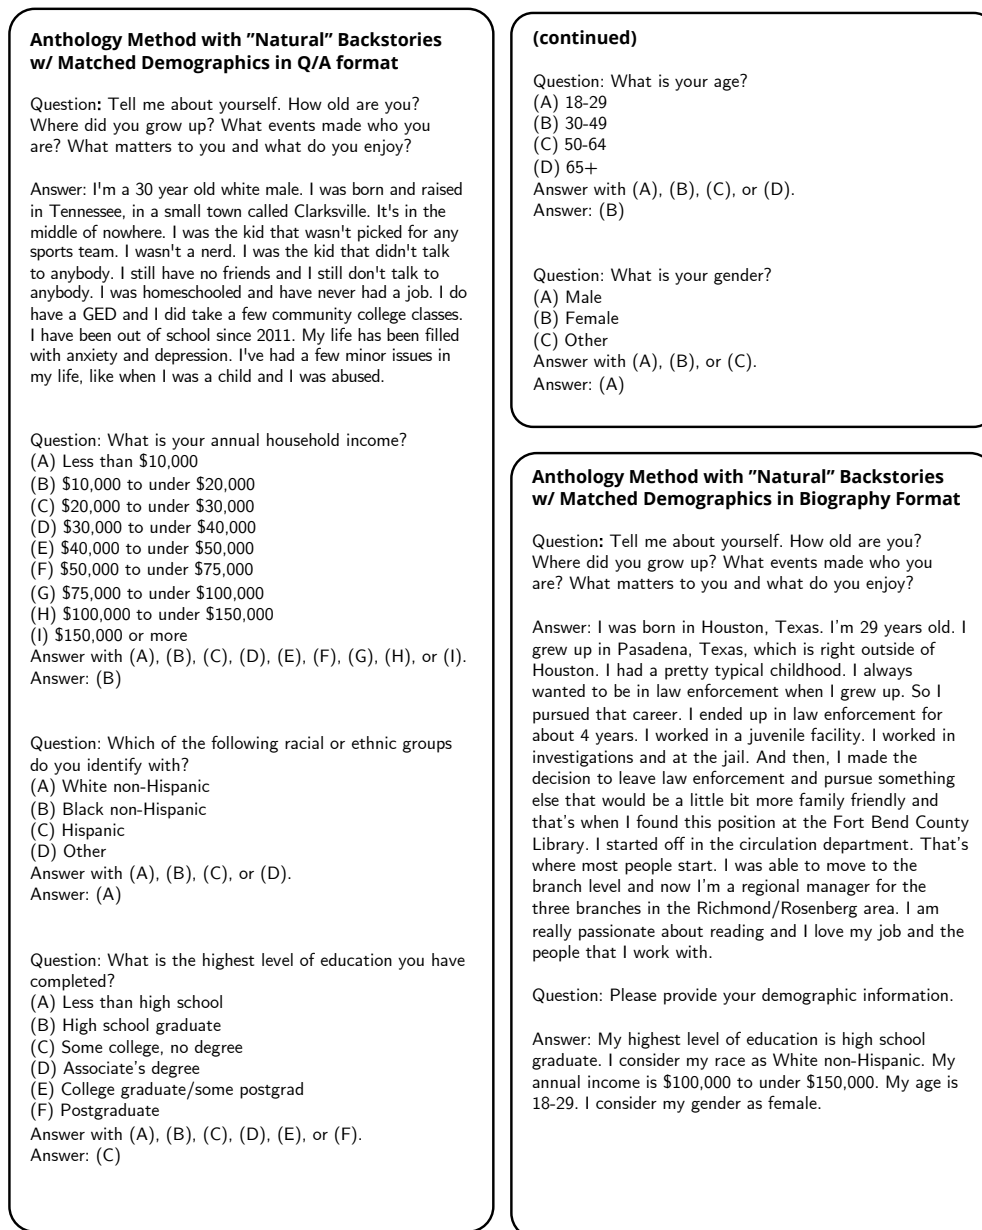 Anthology Method with ”Natural” Backstories
w/ Matched Demographics in Q/A format
Question: Tell me about yourself. How old are you?
Where did you grow up? What events made who you
are? What matters to you and what do you enjoy?
Answer: I'm a 30 year old white male. I was born and raised
in Tennessee, in a small town called Clarksville. It's in the
middle of nowhere. I was the kid that wasn't picked for any
sports team. I wasn't a nerd. I was the kid that didn't talk
to anybody. I still have no friends and I still don't talk to
anybody. I was homeschooled and have never had a job. I do
have a GED and I did take a few community college classes.
I have been out of school since 2011. My life has been filled
with anxiety and depression. I've had a few minor issues in
my life, like when I was a child and I was abused.
Question: What is your annual household income?
(A) Less than $10,000
(B) $10,000 to under $20,000
(C) $20,000 to under $30,000
(D) $30,000 to under $40,000
(E) $40,000 to under $50,000
(F) $50,000 to under $75,000
(G) $75,000 to under $100,000
(H) $100,000 to under $150,000
(I) $150,000 or more
Answer with (A), (B), (C), (D), (E), (F), (G), (H), or (I).
Answer: (B)
Question: Which of the following racial or ethnic groups
do you identify with?
(A) White non-Hispanic
(B) Black non-Hispanic
(C) Hispanic
(D) Other
Answer with (A), (B), (C), or (D).
Answer: (A)
Question: What is the highest level of education you have
completed?
(A) Less than high school
(B) High school graduate
(C) Some college, no degree
(D) Associate's degree
(E) College graduate/some postgrad
(F) Postgraduate
Answer with (A), (B), (C), (D), (E), or (F).
Answer: (C)
(continued)
Question: What is your age?
(A) 18-29
(B) 30-49
(C) 50-64
(D) 65+
Answer with (A), (B), (C), or (D).
Answer: (B)
Question: What is your gender?
(A) Male
(B) Female
(C) Other
Answer with (A), (B), or (C).
Answer: (A)
Anthology Method with ”Natural” Backstories
w/ Matched Demographics in Biography Format
Question: Tell me about yourself. How old are you?
Where did you grow up? What events made who you
are? What matters to you and what do you enjoy?
Answer: I was born in Houston, Texas. I’m 29 years old. I
grew up in Pasadena, Texas, which is right outside of
Houston. I had a pretty typical childhood. I always
wanted to be in law enforcement when I grew up. So I
pursued that career. I ended up in law enforcement for
about 4 years. I worked in a juvenile facility. I worked in
investigations and at the jail. And then, I made the
decision to leave law enforcement and pursue something
else that would be a little bit more family friendly and
that’s when I found this position at the Fort Bend County
Library. I started off in the circulation department. That’s
where most people start. I was able to move to the
branch level and now I’m a regional manager for the
three branches in the Richmond/Rosenberg area. I am
really passionate about reading and I love my job and the
people that I work with.
Question: Please provide your demographic information.
Answer: My highest level of education is high school
graduate. I consider my race as White non-Hispanic. My
annual income is $100,000 to under $150,000. My age is
18-29. I consider my gender as female.